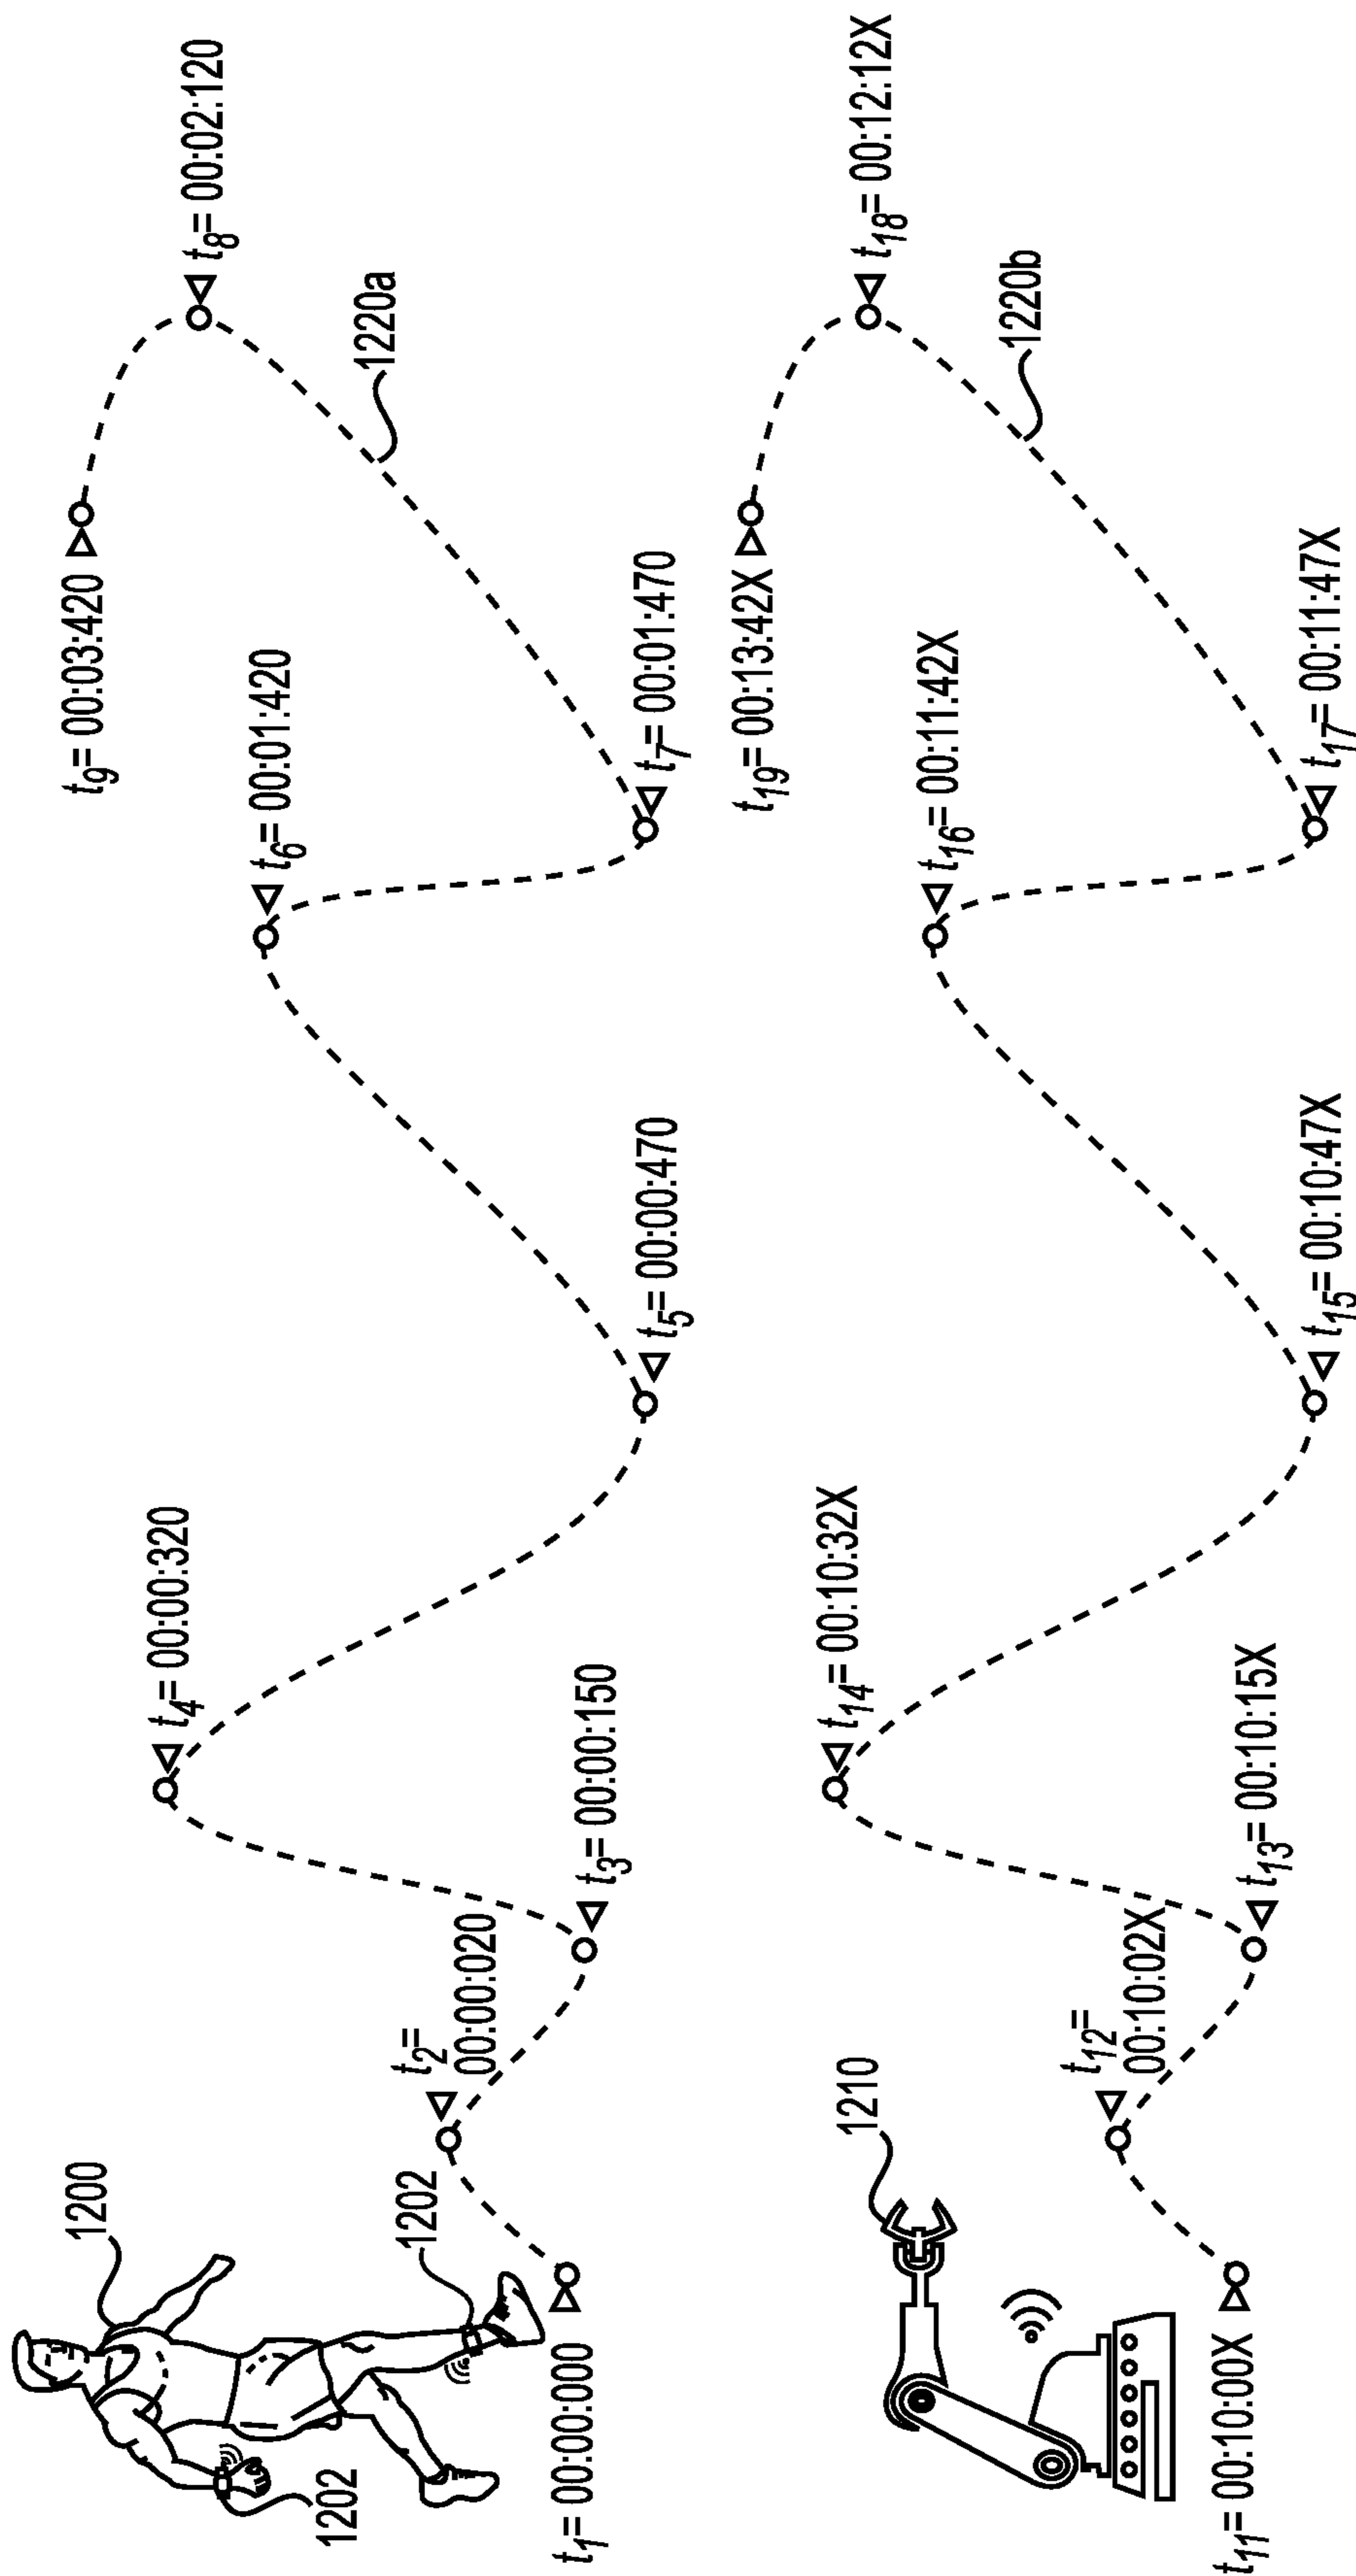 1200
1202
1202
t1= 00:00:000
t2=
00:00:020
t3= 00:00:150
t4= 00:00:320
t5= 00:00:470
t6= 00:01:420
t7= 00:01:470
t8= 00:02:120
t9= 00:03:420
1220a
1210
t11= 00:10:00X
t12=
00:10:02X
t13= 00:10:15X
t14= 00:10:32X
t15= 00:10:47X
t16= 00:11:42X
t17= 00:11:47X
t18= 00:12:12X
t19= 00:13:42X
1220b